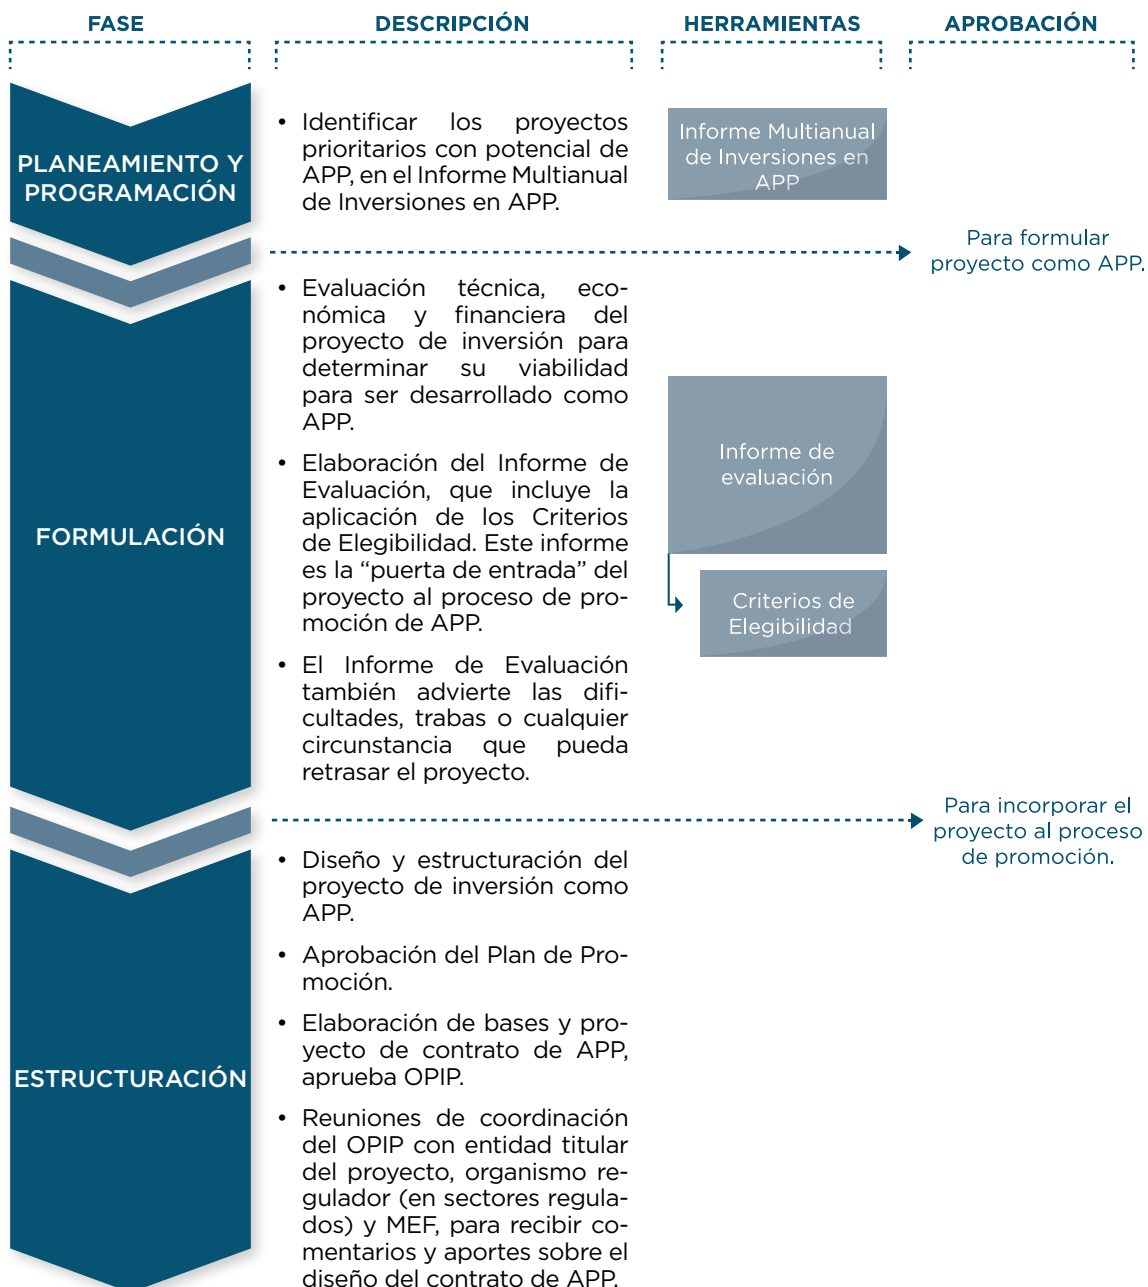 FASE
DESCRIPCIÓN
HERRAMIENTAS
APROBACIÓN
PLANEAMIENTO Y
PROGRAMACIÓN
• Identificar los proyectos
prioritarios con potencial de
APP, en el Informe Multianual
de Inversiones en APP.
Informe Multianual
de Inversiones en
APP
Para formular
proyecto como APP.
FORMULACIÓN
• Evaluación técnica, eco-
nómica y financiera del
proyecto de inversión para
determinar su viabilidad
para ser desarrollado como
APP.
• Elaboración del Informe de
Evaluación, que incluye la
aplicación de los Criterios
de Elegibilidad. Este informe
es la “puerta de entrada” del
proyecto al proceso de pro-
moción de APP.
• El Informe de Evaluación
también advierte las difi-
cultades, trabas o cualquier
circunstancia que pueda
retrasar el proyecto.
Informe de
evaluación
Criterios de
Elegibilidad
Para incorporar el
proyecto al proceso
de promoción.
ESTRUCTURACIÓN
• Diseño y estructuración del
proyecto de inversión como
APP.
• Aprobación del Plan de Pro-
moción.
• Elaboración de bases y pro-
yecto de contrato de APP,
aprueba OPIP.
• Reuniones de coordinación
del OPIP con entidad titular
del proyecto, organismo re-
gulador (en sectores regula-
dos) y MEF, para recibir co-
mentarios y aportes sobre el
diseño del contrato de APP.